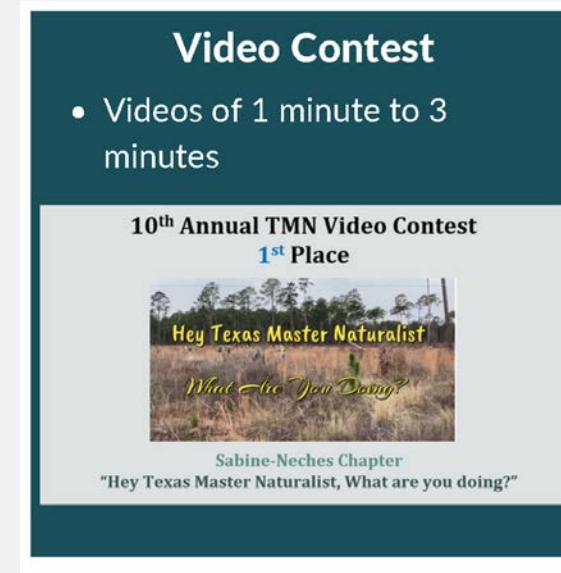 Video Contest
• Videos of 1 minute to 3
minutes
10th Annual TMN Video Contest
1st Place
Hey Texas Master Naturalist
What Are You Doing?
Sabine-Neches Chapter
"Hey Texas Master Naturalist, What are you doing?"